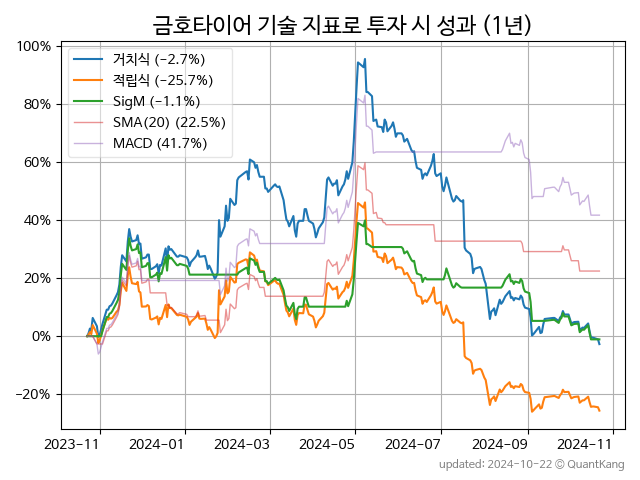 금호타이어 기술 지표로 투자 시 성과 (1년)
100%
80%
60%
40%
20%
0%
−20%
거치식 (−2.7%)
적립식 (−25.7%)
SigM (−1.1%)
SMA(20) (22.5%)
MACD (41.7%)
2023-11 2024-01 2024-03 2024-05 2024-07 2024-09 2024-11
updated: 2024-10-22 © QuantKang